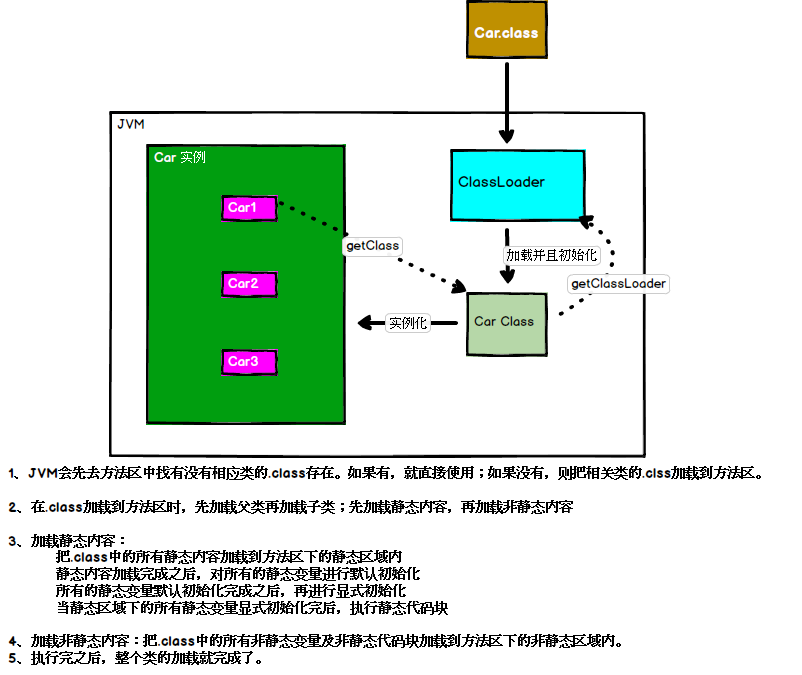 Car.class
JVM
Car 实例
ClassLoader
Car1
getClass
加载并且初始化
getClassLoader
Car2
Car Class
实例化
Car3
1、JVM会先去方法区中找有没有相应类的.class存在。如果有，就直接使用；如果没有，则把相关类的.clss加载到方法区。
2、在.class加载到方法区时，先加载父类再加载子类；先加载静态内容，再加载非静态内容
3、加载静态内容：
把.class中的所有静态内容加载到方法区下的静态区域内
静态内容加载完成之后，对所有的静态变量进行默认初始化
所有的静态变量默认初始化完成之后，再进行显式初始化
当静态区域下的所有静态变量显式初始化完后，执行静态代码块
4、加载非静态内容：把.class中的所有非静态变量及非静态代码块加载到方法区下的非静态区域内。
5、执行完之后，整个类的加载就完成了。